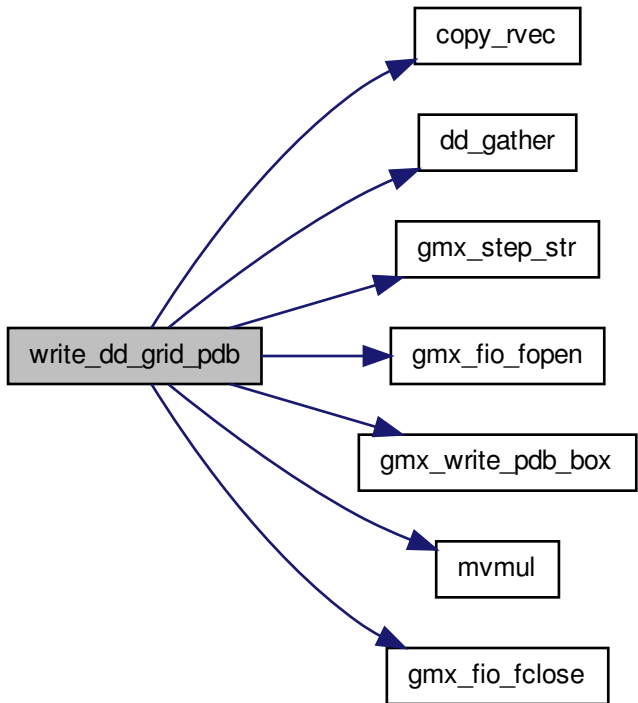 copy_rvec
dd_gather
gmx_step_str
write_dd_grid_pdb
gmx_fio_fopen
gmx_write_pdb_box
mvmul
gmx_fio_fclose